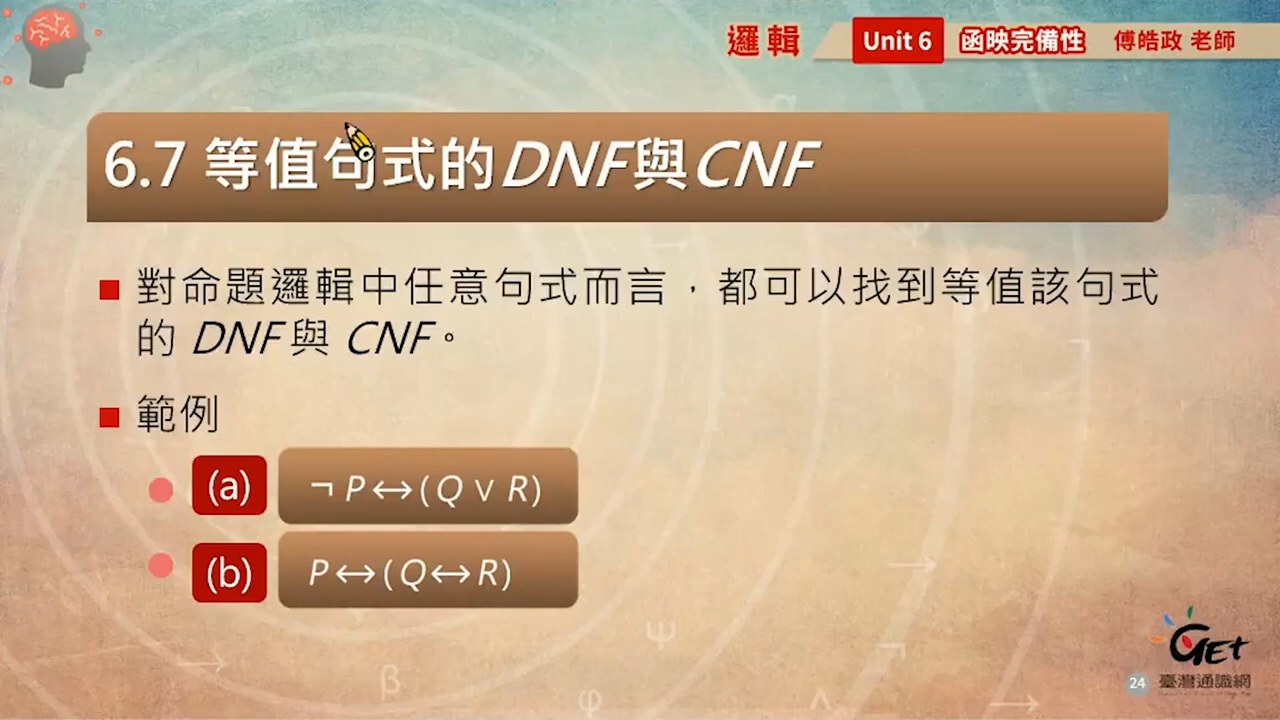 邏輯 Unit 6 函映完備性 傅皓政 老師
6.7 等值句式的DNF與CNF
對命題邏輯中任意句式而言，都可以找到等值該句式
的 DNF 與 CNF。
範例
(a) ¬P↔(Q∨R)
(b) P↔(Q↔R)
β
φ
ψ
GET
24 臺灣通識網